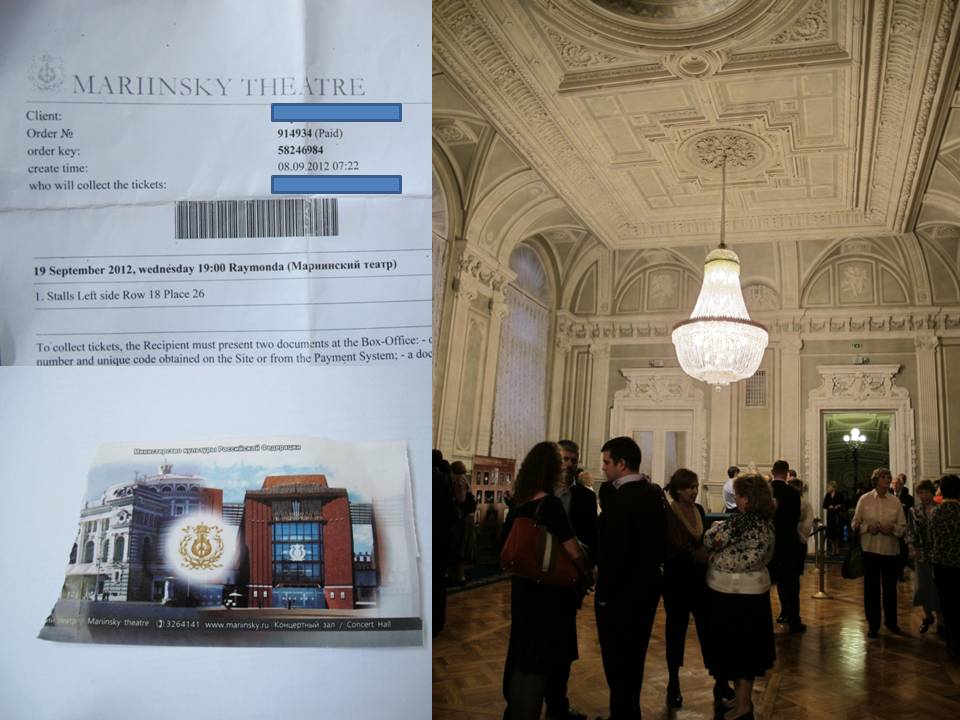 MARIINSKY THEATRE
Client:
Order № 914934 (Paid)
order key: 58246984
create time: 08.09.2012 07:22
who will collect the tickets:
19 September 2012, wednesday 19:00 Raymonda (Мариинский театр)
1. Stalls Left side Row 18 Place 26
To collect tickets, the Recipient must present two documents at the Box-Office: -
number and unique code obtained on the Site or from the Payment System; - a
Министерство культуры Российской Федерации
Mariinsky theatre 3264141 www.mariinsky.ru Концертный зал / Concert Hall